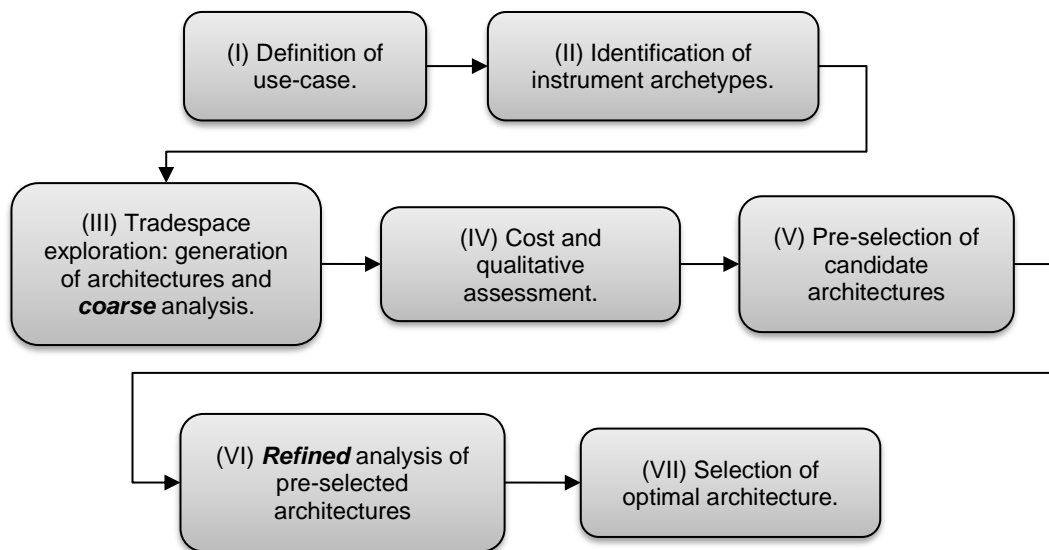 (I) Definition of
use-case.
(II) Identification of
instrument archetypes.
(III) Tradespace
exploration: generation
of architectures and
coarse analysis.
(IV) Cost and
qualitative
assessment.
(V) Pre-selection of
candidate
architectures
(VI) Refined analysis of
pre-selected
architectures
(VII) Selection of
optimal architecture.